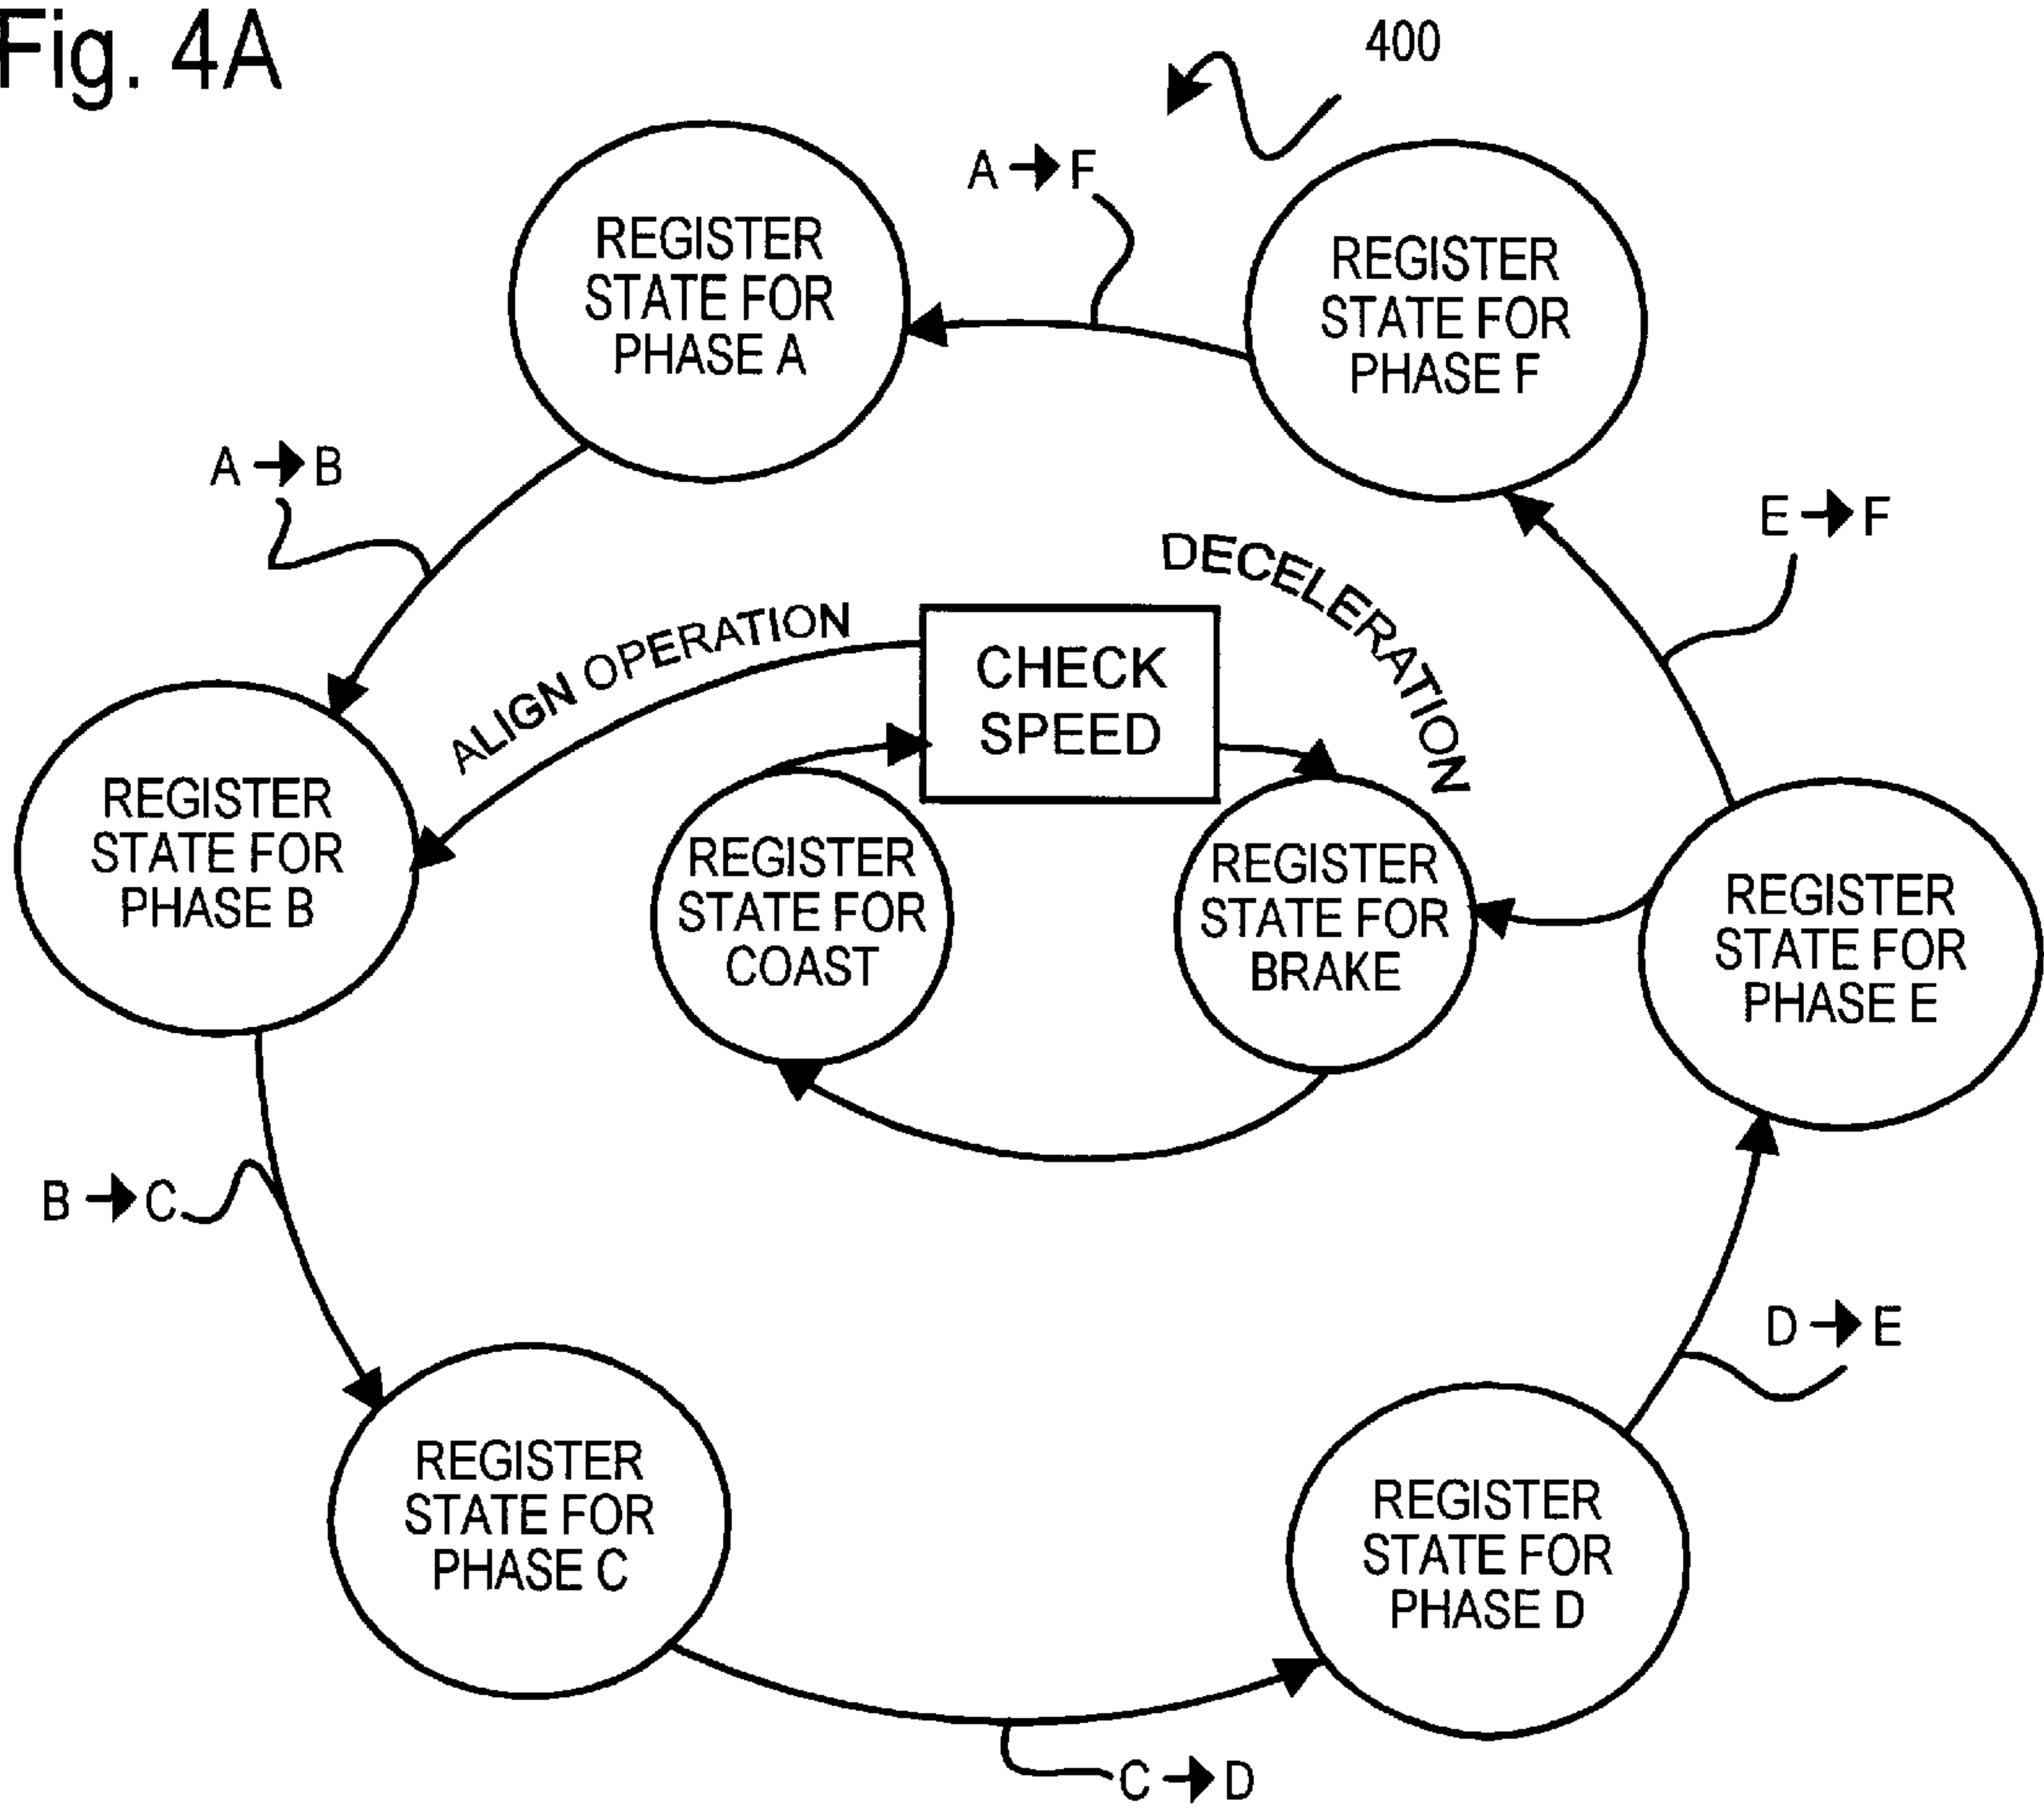 Fig. 4A
400
A → F
REGISTER
STATE FOR
PHASE A
REGISTER
STATE FOR
PHASE F
A → B
E → F
DECELERATION
ALIGN OPERATION
CHECK
SPEED
REGISTER
STATE FOR
PHASE B
REGISTER
STATE FOR
COAST
REGISTER
STATE FOR
BRAKE
REGISTER
STATE FOR
PHASE E
B → C
D → E
REGISTER
STATE FOR
PHASE C
REGISTER
STATE FOR
PHASE D
C → D